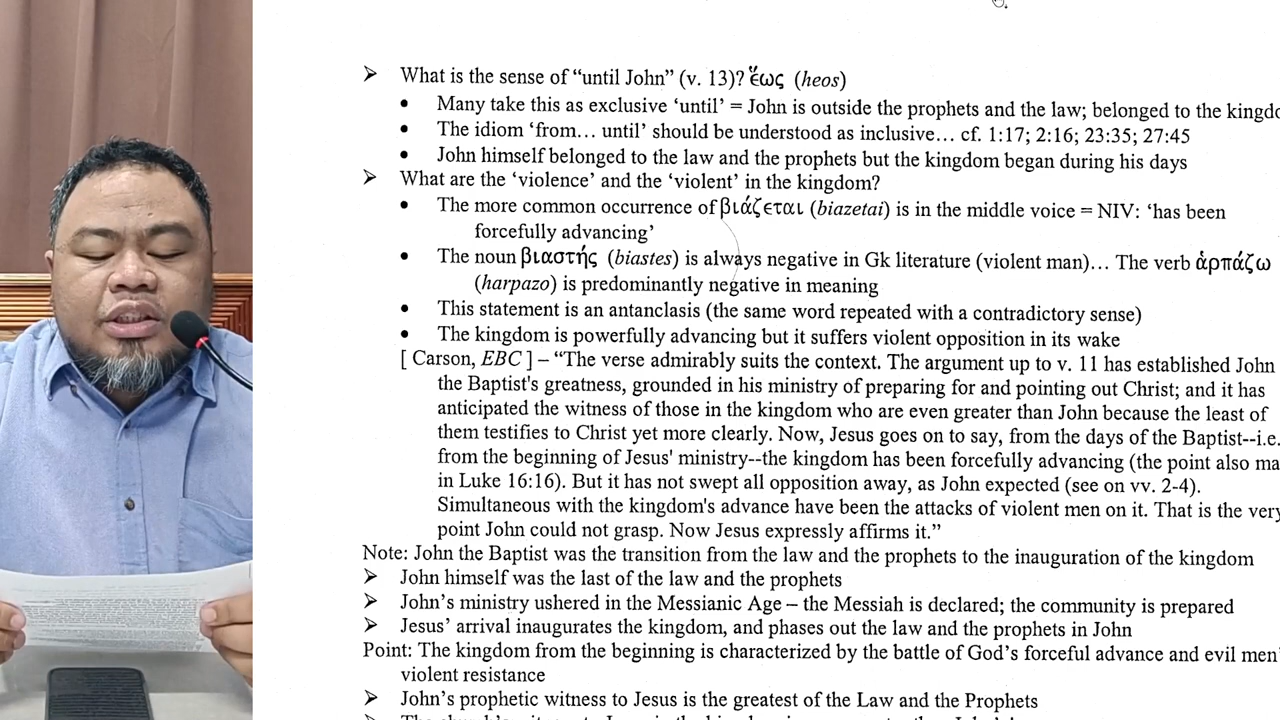 ➢ What is the sense of “until John” (v. 13)? ἕως (heos)
• Many take this as exclusive ‘until’ = John is outside the prophets and the law; belonged to the kingdo
• The idiom ‘from… until’ should be understood as inclusive… cf. 1:17; 2:16; 23:35; 27:45
• John himself belonged to the law and the prophets but the kingdom began during his days
➢ What are the ‘violence’ and the ‘violent’ in the kingdom?
• The more common occurrence of βιάζεται (biazetai) is in the middle voice = NIV: ‘has been
forcefully advancing’
• The noun βιαστής (biastes) is always negative in Gk literature (violent man)… The verb ἁρπάζω
(harpazo) is predominantly negative in meaning
• This statement is an antanclasis (the same word repeated with a contradictory sense)
• The kingdom is powerfully advancing but it suffers violent opposition in its wake
[ Carson, EBC ] – “The verse admirably suits the context. The argument up to v. 11 has established John
the Baptist's greatness, grounded in his ministry of preparing for and pointing out Christ; and it has
anticipated the witness of those in the kingdom who are even greater than John because the least of
them testifies to Christ yet more clearly. Now, Jesus goes on to say, from the days of the Baptist--i.e.
from the beginning of Jesus' ministry--the kingdom has been forcefully advancing (the point also ma
in Luke 16:16). But it has not swept all opposition away, as John expected (see on vv. 2-4).
Simultaneous with the kingdom's advance have been the attacks of violent men on it. That is the very
point John could not grasp. Now Jesus expressly affirms it.”
Note: John the Baptist was the transition from the law and the prophets to the inauguration of the kingdom
➢ John himself was the last of the law and the prophets
➢ John’s ministry ushered in the Messianic Age – the Messiah is declared; the community is prepared
➢ Jesus’ arrival inaugurates the kingdom, and phases out the law and the prophets in John
Point: The kingdom from the beginning is characterized by the battle of God’s forceful advance and evil men’
violent resistance
➢ John’s prophetic witness to Jesus is the greatest of the Law and the Prophets